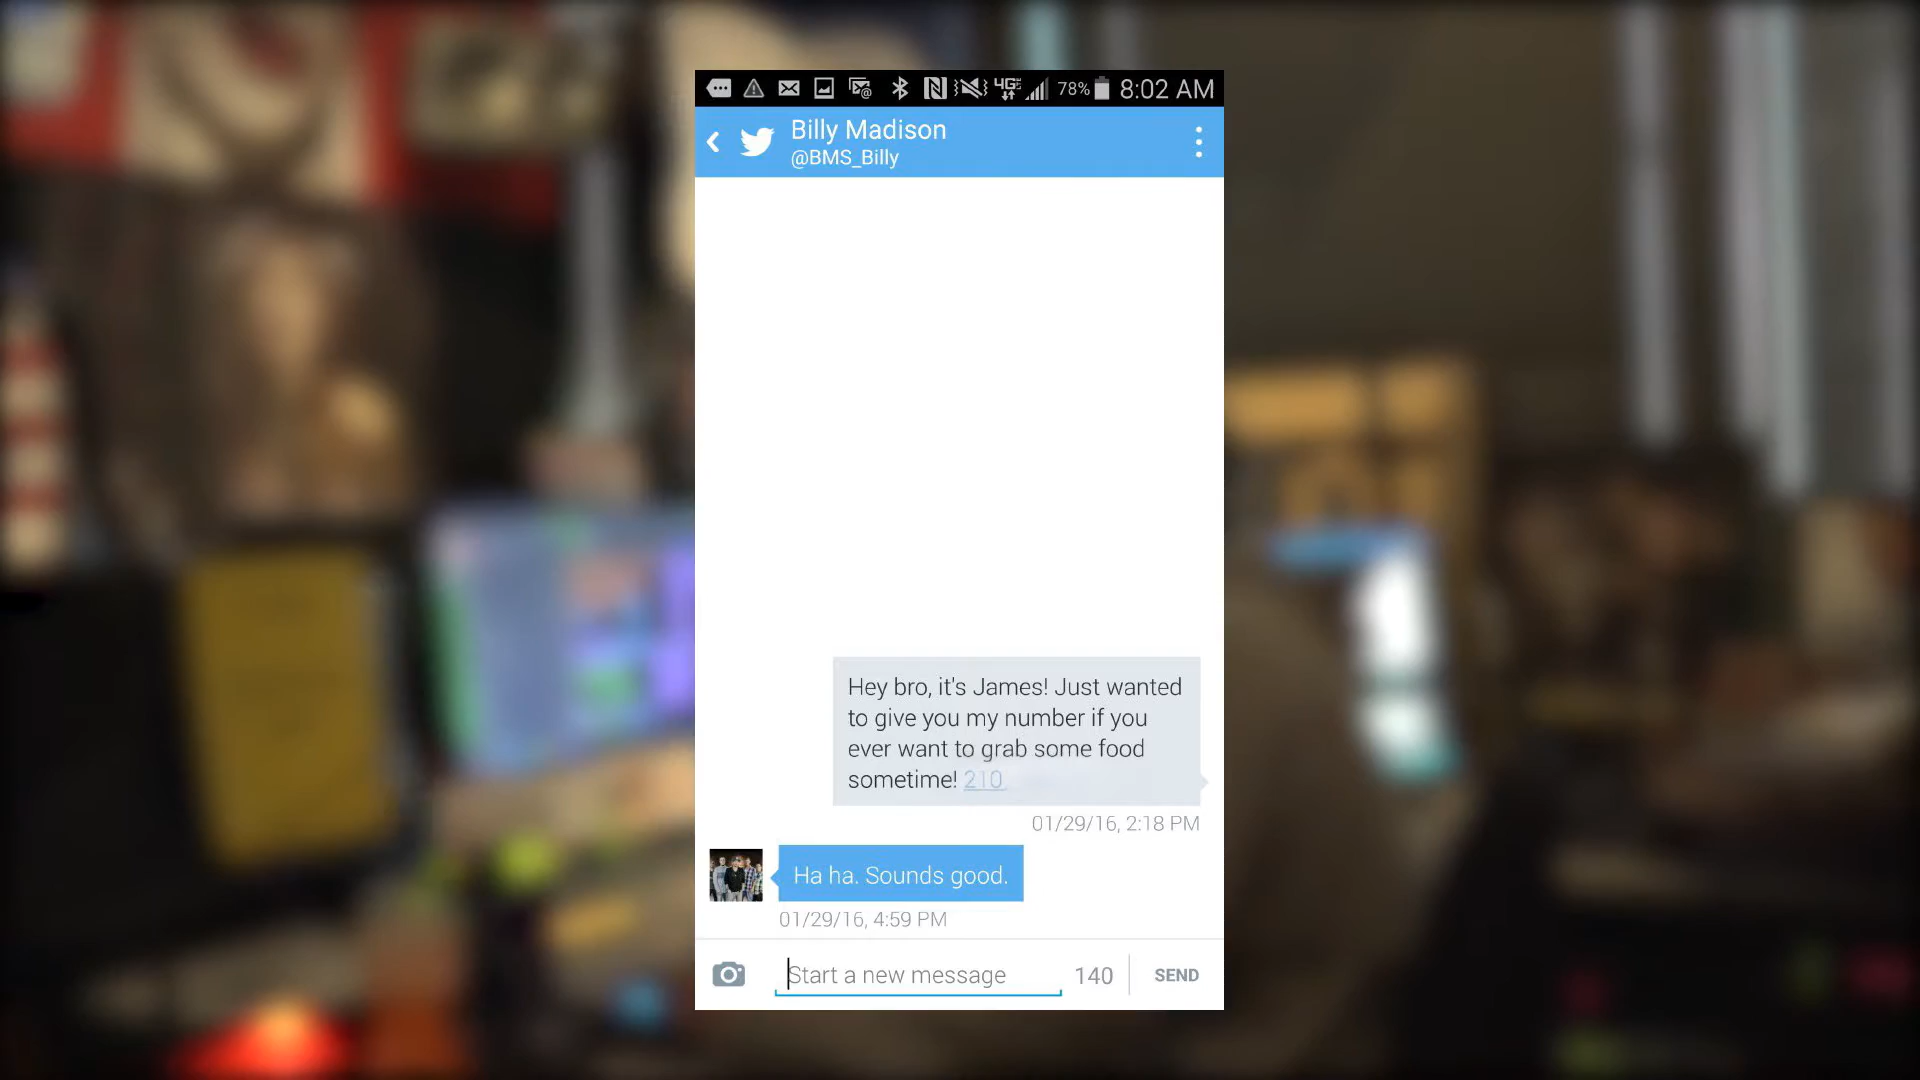 78% 8:02 AM
Billy Madison
@BMS_Billy
Hey bro, it's James! Just wanted
to give you my number if you
ever want to grab some food
sometime! 210
01/29/16, 2:18 PM
Ha ha. Sounds good.
01/29/16, 4:59 PM
Start a new message 140 SEND